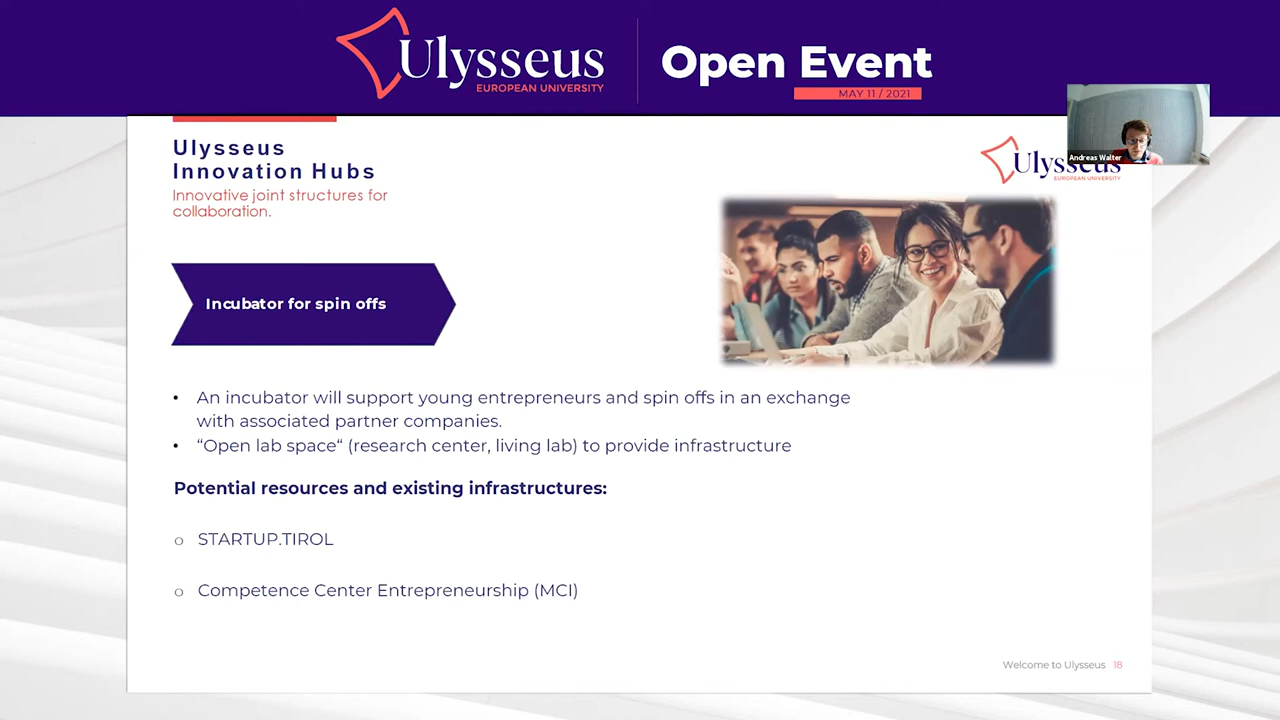 Ulysseus
EUROPEAN UNIVERSITY
Open Event
MAY 11 / 2021
Andreas Walter
Ulysseus
EUROPEAN UNIVERSITY
Ulysseus
Innovation Hubs
Innovative joint structures for
collaboration.
Incubator for spin offs
• An incubator will support young entrepreneurs and spin offs in an exchange
with associated partner companies.
• “Open lab space“ (research center, living lab) to provide infrastructure
Potential resources and existing infrastructures:
o STARTUP.TIROL
o Competence Center Entrepreneurship (MCI)
Welcome to Ulysseus 18